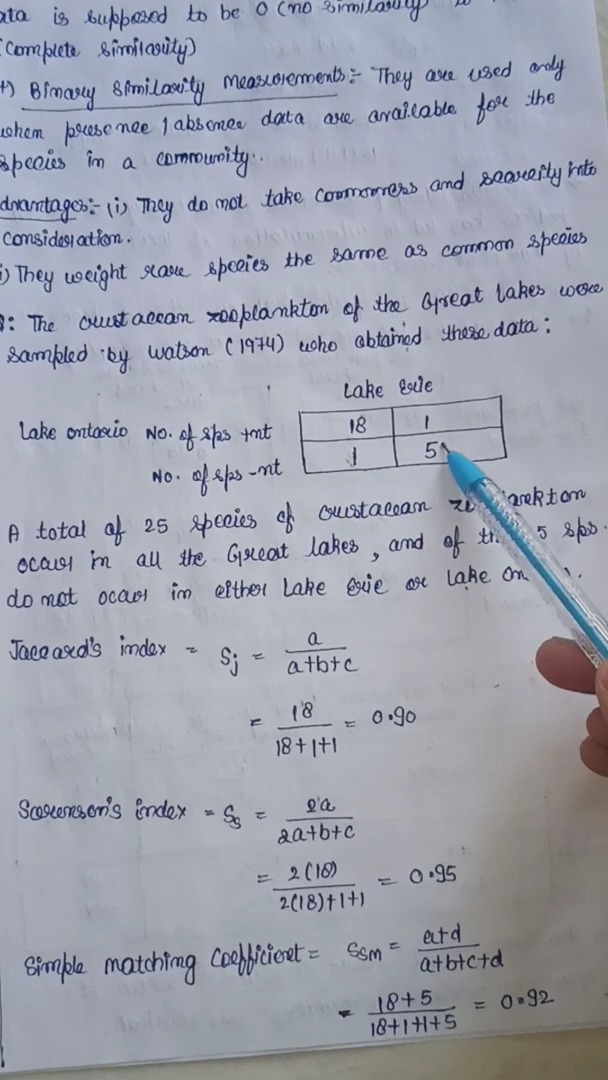 ata is supposed to be 0 (no similarity)
(complete similarity)
+) Binary similarity measurements:- They are used only
when presence / absence data are available for the
species in a community.
dvantages:- (i) They do not take commonness and scarcity into
consideration.
i) They weight rare species the same as common species
: The crustacean zooplankton of the Great lakes were
sampled by watson (1974) who obtained these data:
Lake Erie
Lake ontario No. of sps +nt 18 1
No. of sps -nt 1 5
A total of 25 species of crustacean
occur in all the Great lakes, and of 5 sps.
do not occur in either Lake Erie or Lake on
Jaccard's index = Sj = a / a+b+c
= 18 / 18+1+1 = 0.90
Sorenson's index = Ss = 2a / 2a+b+c
= 2(18) / 2(18)+1+1 = 0.95
Simple matching coefficient = SSM = a+d / a+b+c+d
= 18+5 / 18+1+1+5 = 0.92